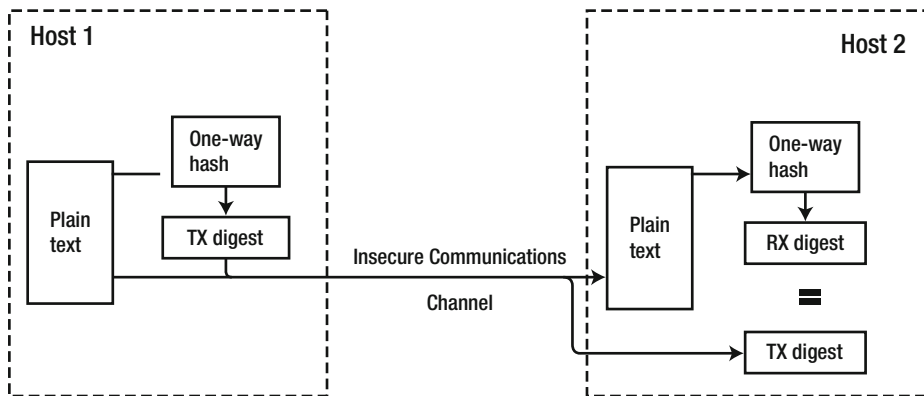 Host 1
Host 2
One-way
hash
Plain
text
TX digest
Insecure Communications
Channel
Plain
text
One-way
hash
RX digest
=
TX digest